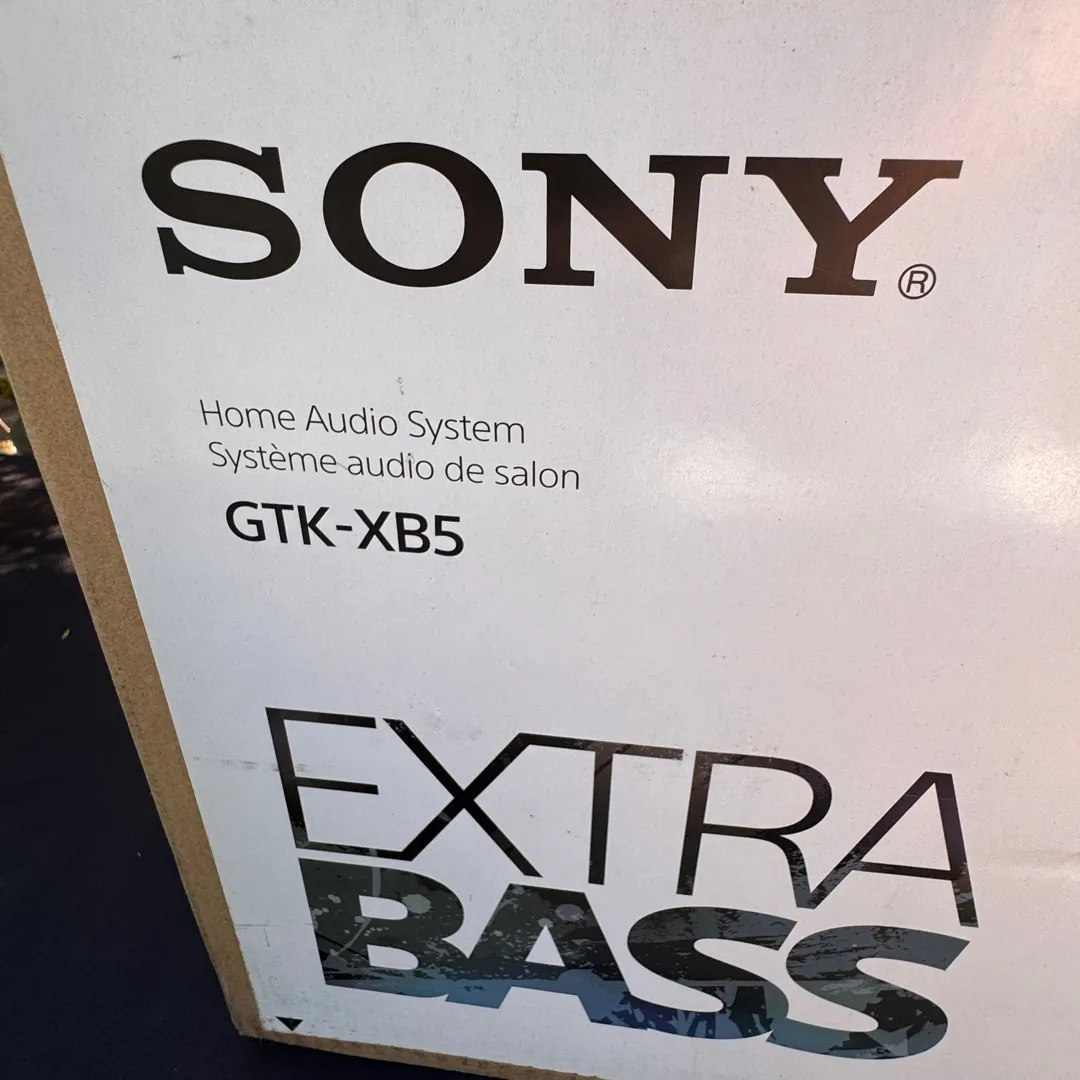 SONY®
Home Audio System
Système audio de salon
GTK-XB5
EXTRA
BASS